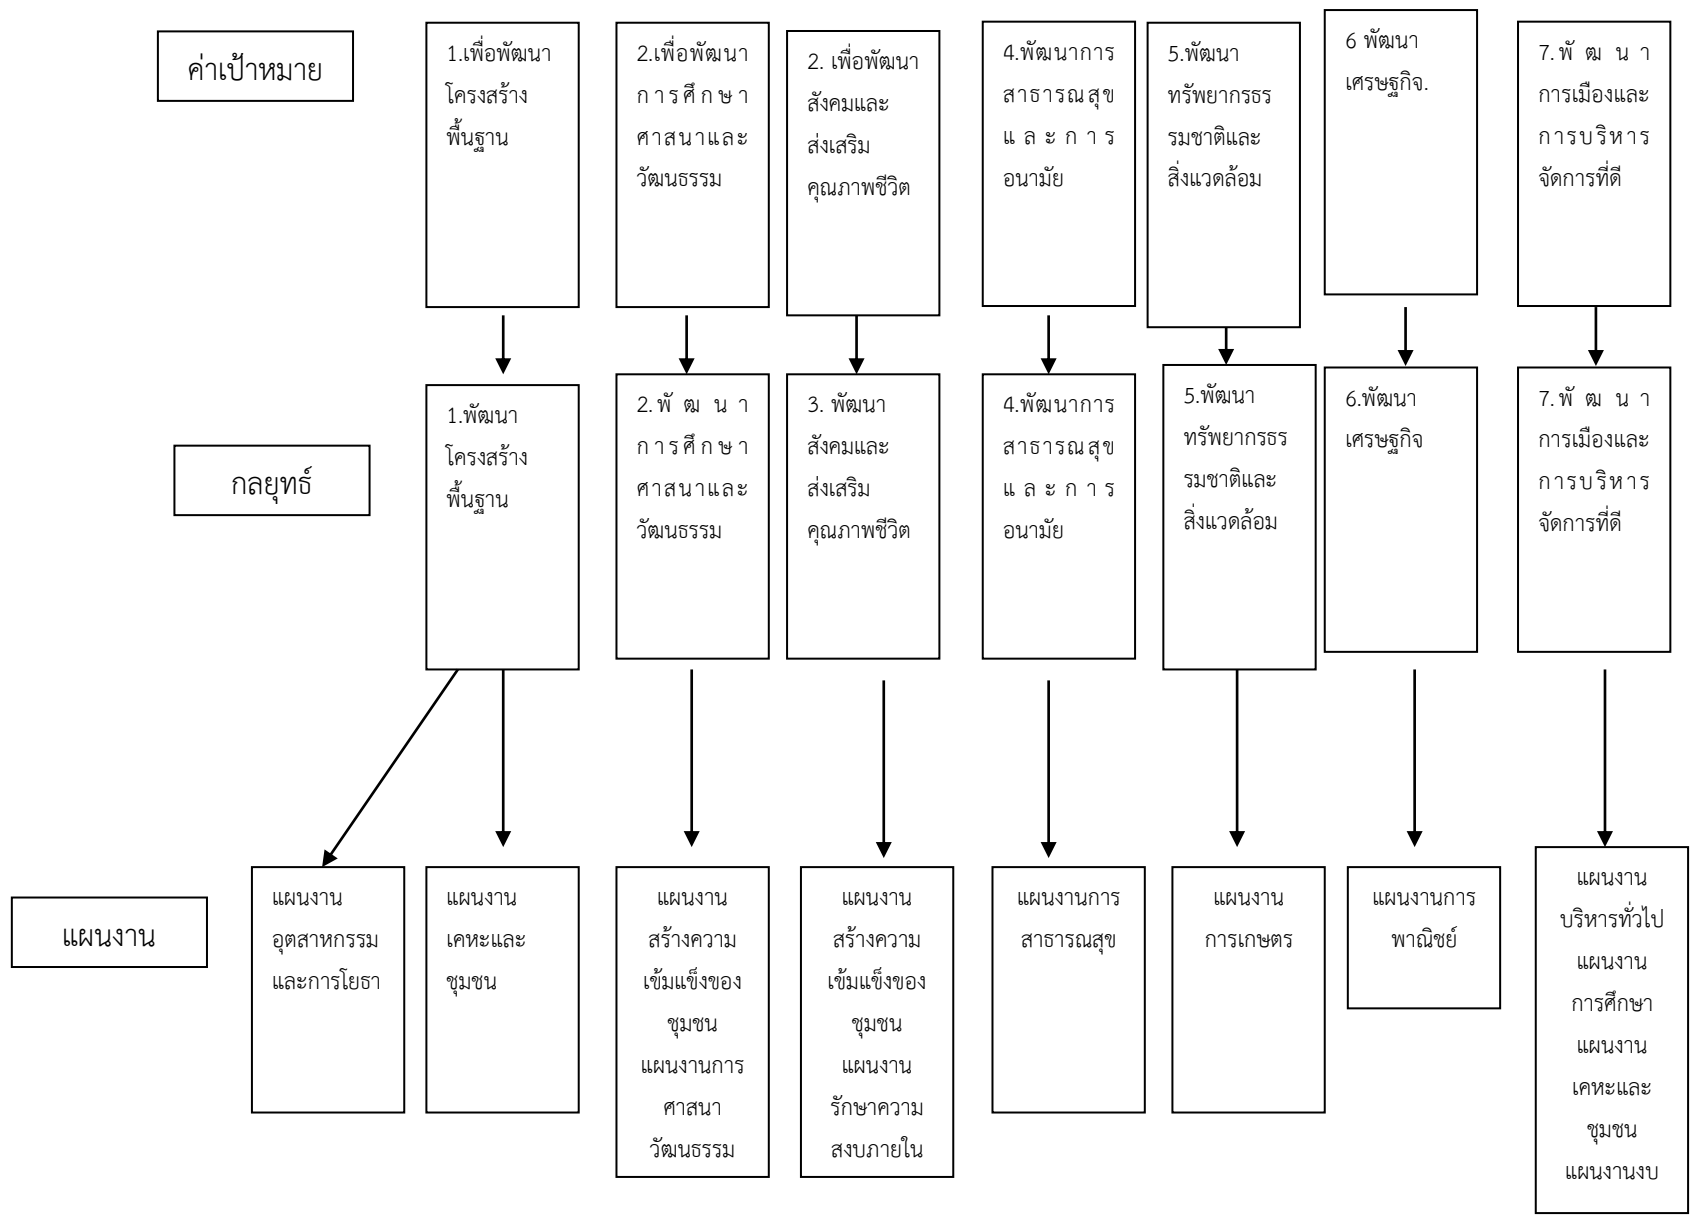 ค่าเป้าหมาย
1.เพื่อพัฒนา
โครงสร้าง
พื้นฐาน
2.เพื่อพัฒนา
การศึกษา
ศาสนาและ
วัฒนธรรม
2. เพื่อพัฒนา
สังคมและ
ส่งเสริม
คุณภาพชีวิต
4.พัฒนาการ
สาธารณสุข
และการ
อนามัย
5.พัฒนา
ทรัพยากรธร
รมชาติและ
สิ่งแวดล้อม
6 พัฒนา
เศรษฐกิจ.
7.พัฒนา
การเมืองและ
การบริหาร
จัดการที่ดี
กลยุทธ์
1.พัฒนา
โครงสร้าง
พื้นฐาน
2.พัฒนา
การศึกษา
ศาสนาและ
วัฒนธรรม
3. พัฒนา
สังคมและ
ส่งเสริม
คุณภาพชีวิต
4.พัฒนาการ
สาธารณสุข
และการ
อนามัย
5.พัฒนา
ทรัพยากรธร
รมชาติและ
สิ่งแวดล้อม
6.พัฒนา
เศรษฐกิจ
7.พัฒนา
การเมืองและ
การบริหาร
จัดการที่ดี
แผนงาน
แผนงาน
อุตสาหกรรม
และการโยธา
แผนงาน
เคหะและ
ชุมชน
แผนงาน
สร้างความ
เข้มแข็งของ
ชุมชน
แผนงานการ
ศาสนา
วัฒนธรรม
แผนงาน
สร้างความ
เข้มแข็งของ
ชุมชน
แผนงาน
รักษาความ
สงบภายใน
แผนงานการ
สาธารณสุข
แผนงาน
การเกษตร
แผนงานการ
พาณิชย์
แผนงาน
บริหารทั่วไป
แผนงาน
การศึกษา
แผนงาน
เคหะและ
ชุมชน
แผนงานงบ